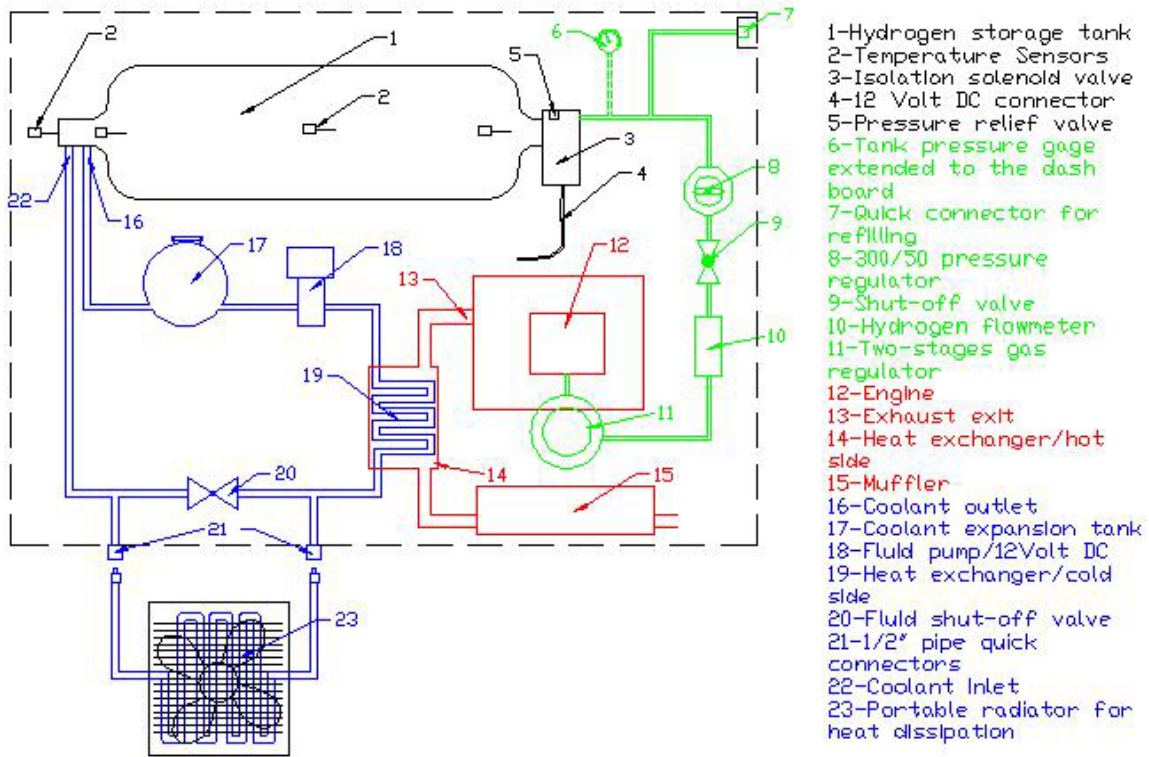 2
1
2
5
3
4
6
7
8
9
10
11
12
13
14
15
16
17
18
19
20
21
22
23
1-Hydrogen storage tank
2-Temperature Sensors
3-Isolation solenoid valve
4-12 Volt DC connector
5-Pressure relief valve
6-Tank pressure gage
extended to the dash
board
7-Quick connector for
refilling
8-300/50 pressure
regulator
9-Shut-off valve
10-Hydrogen flowmeter
11-Two-stages gas
regulator
12-Engine
13-Exhaust exit
14-Heat exchanger/hot
side
15-Muffler
16-Coolant outlet
17-Coolant expansion tank
18-Fluid pump/12Volt DC
19-Heat exchanger/cold
side
20-Fluid shut-off valve
21-1/2" pipe quick
connectors
22-Coolant Inlet
23-Portable radiator for
heat dissipation